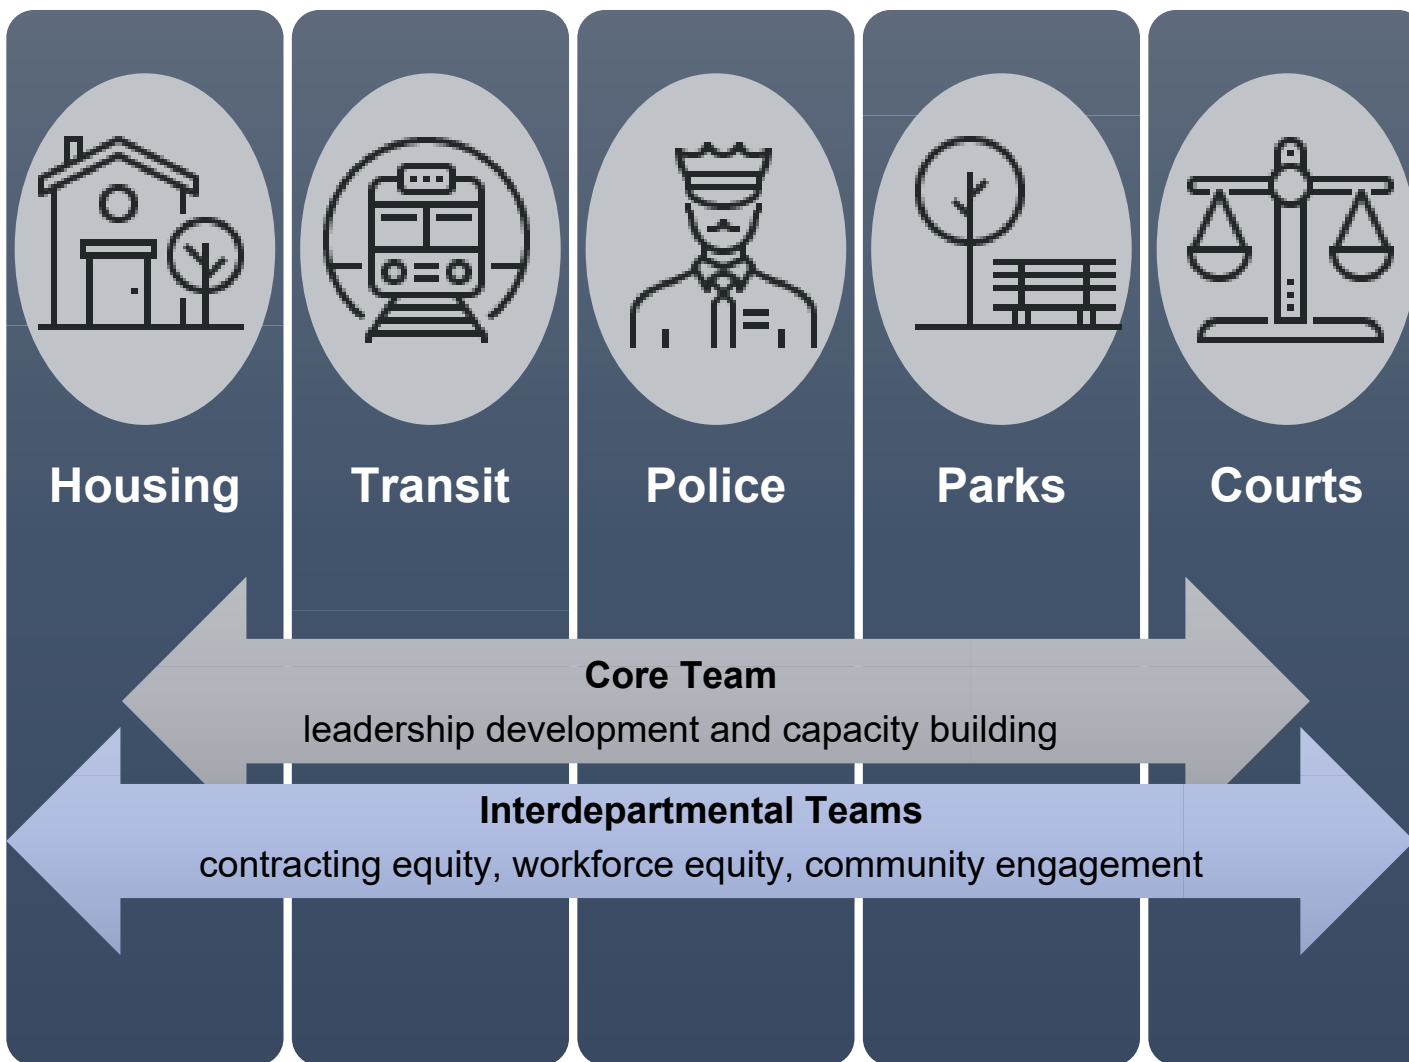 Housing
Transit
Police
Parks
Courts
Core Team
leadership development and capacity building
Interdepartmental Teams
contracting equity, workforce equity, community engagement